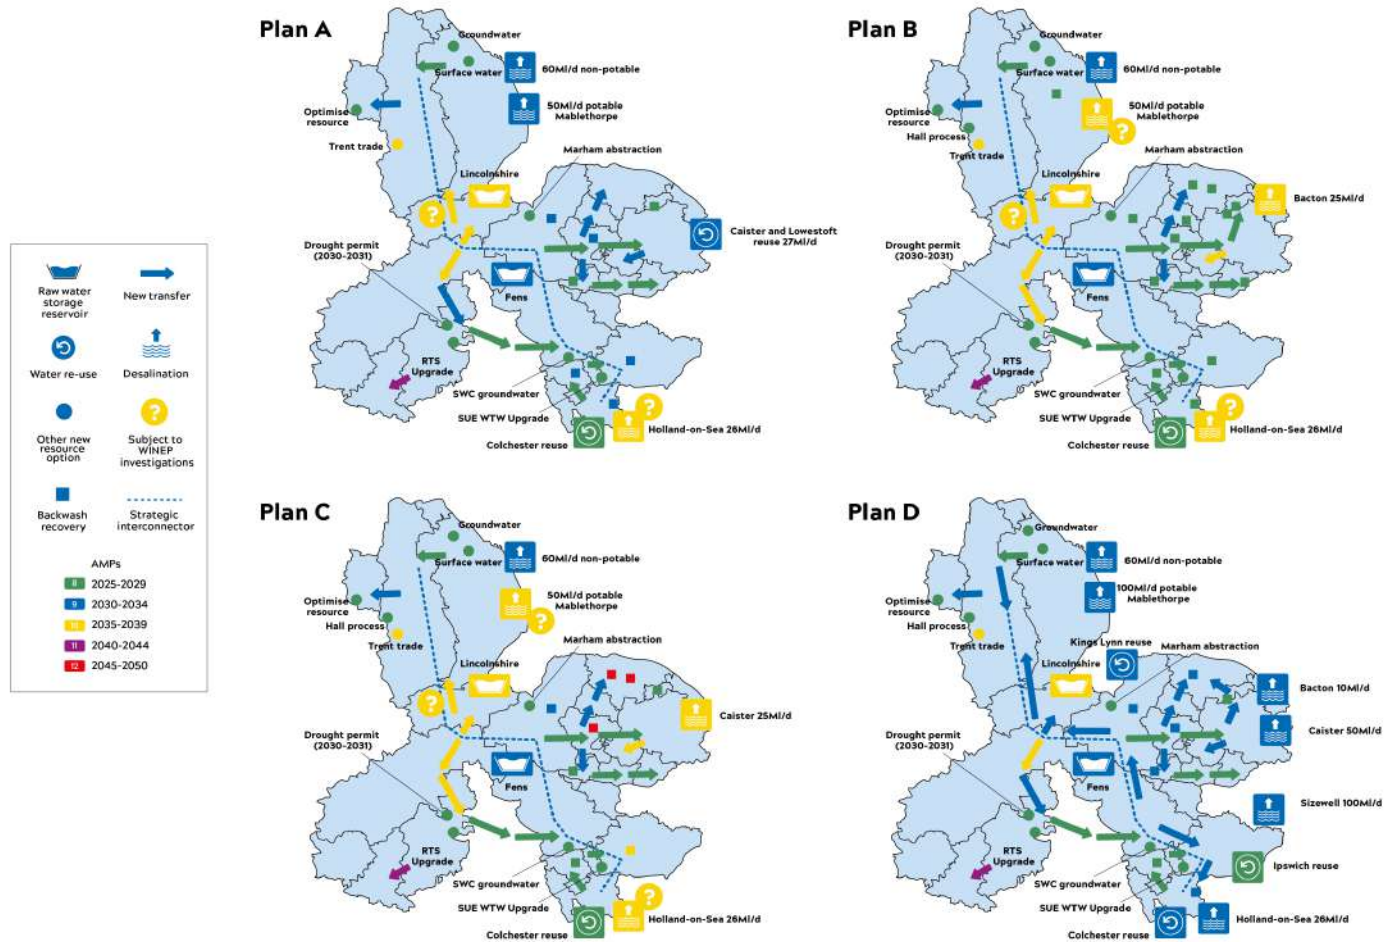 Raw water
storage
reservoir
New transfer
Water re-use
Desalination
Other new
resource
option
?
Subject to
WINEP
investigations
Backwash
recovery
Strategic
interconnector
AMPs
8 2025-2029
9 2030-2034
10 2035-2039
11 2040-2044
12 2045-2050
Plan A
Groundwater
Surface water
60Ml/d non-potable
50Ml/d potable
Mablethorpe
Optimise
resource
Trent trade
Marham abstraction
Lincolnshire
?
Drought permit
(2030-2031)
Caister and Lowestoft
reuse 27Ml/d
Fens
RTS
Upgrade
SWC groundwater
SUE WTW Upgrade
?
Holland-on-Sea 26Ml/d
Colchester reuse
Plan B
Groundwater
Surface water
60Ml/d non-potable
50Ml/d potable
Mablethorpe
?
Optimise
resource
Hall process
Trent trade
Marham abstraction
Lincolnshire
?
Bacton 25Ml/d
Drought permit
(2030-2031)
Fens
RTS
Upgrade
SWC groundwater
SUE WTW Upgrade
?
Holland-on-Sea 26Ml/d
Colchester reuse
Plan C
Groundwater
Surface water
60Ml/d non-potable
50Ml/d potable
Mablethorpe
?
Optimise
resource
Hall process
Trent trade
Marham abstraction
Lincolnshire
?
Caister 25Ml/d
Drought permit
(2030-2031)
Fens
RTS
Upgrade
SWC groundwater
SUE WTW Upgrade
?
Holland-on-Sea 26Ml/d
Colchester reuse
Plan D
Groundwater
Surface water
60Ml/d non-potable
100Ml/d potable
Mablethorpe
Optimise
resource
Hall process
Trent trade
Kings Lynn reuse
Marham abstraction
Lincolnshire
Bacton 10Ml/d
Caister 50Ml/d
Drought permit
(2030-2031)
Fens
Sizewell 100Ml/d
RTS
Upgrade
Ipswich reuse
SWC groundwater
SUE WTW Upgrade
Holland-on-Sea 26Ml/d
Colchester reuse